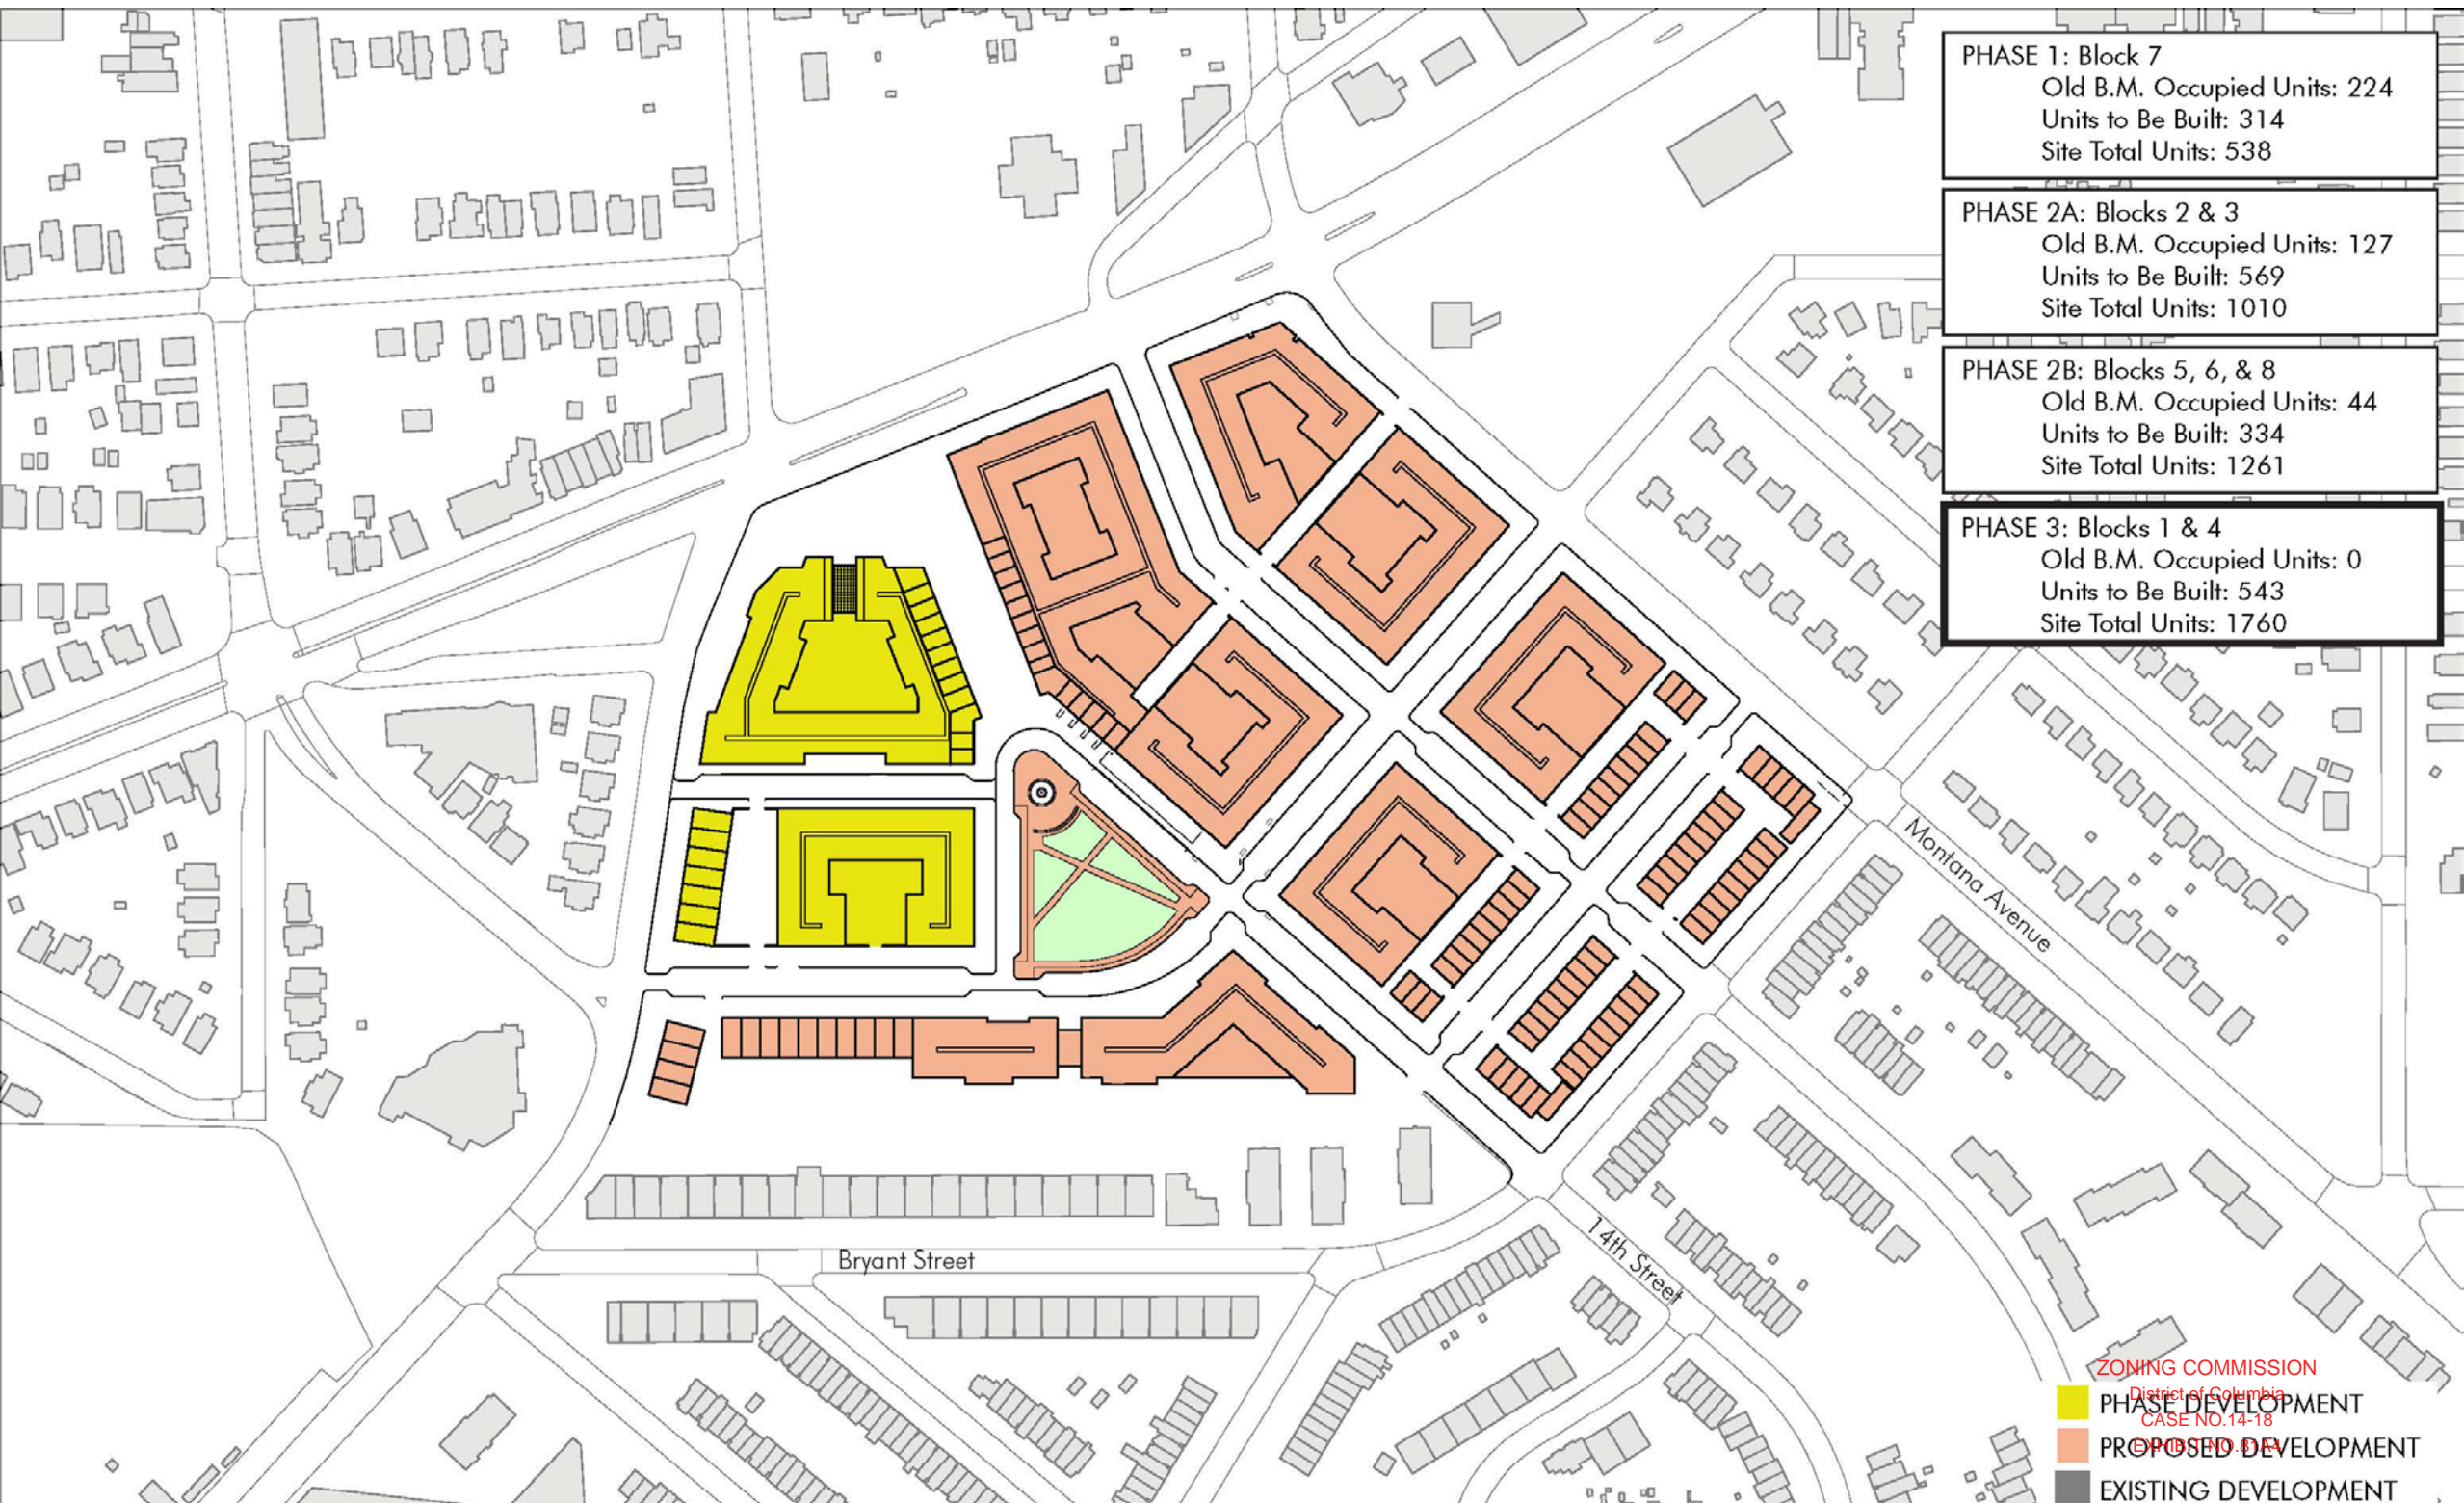 PHASE 1: Block 7
Old B.M. Occupied Units: 224
Units to Be Built: 314
Site Total Units: 538
PHASE 2A: Blocks 2 & 3
Old B.M. Occupied Units: 127
Units to Be Built: 569
Site Total Units: 1010
PHASE 2B: Blocks 5, 6, & 8
Old B.M. Occupied Units: 44
Units to Be Built: 334
Site Total Units: 1261
PHASE 3: Blocks 1 & 4
Old B.M. Occupied Units: 0
Units to Be Built: 543
Site Total Units: 1760
Montana Avenue
14th Street
Bryant Street
ZONING COMMISSION
District of Columbia
CASE NO.14-18
EXHIBIT NO.81A4
PHASE DEVELOPMENT
PROPOSED DEVELOPMENT
EXISTING DEVELOPMENT